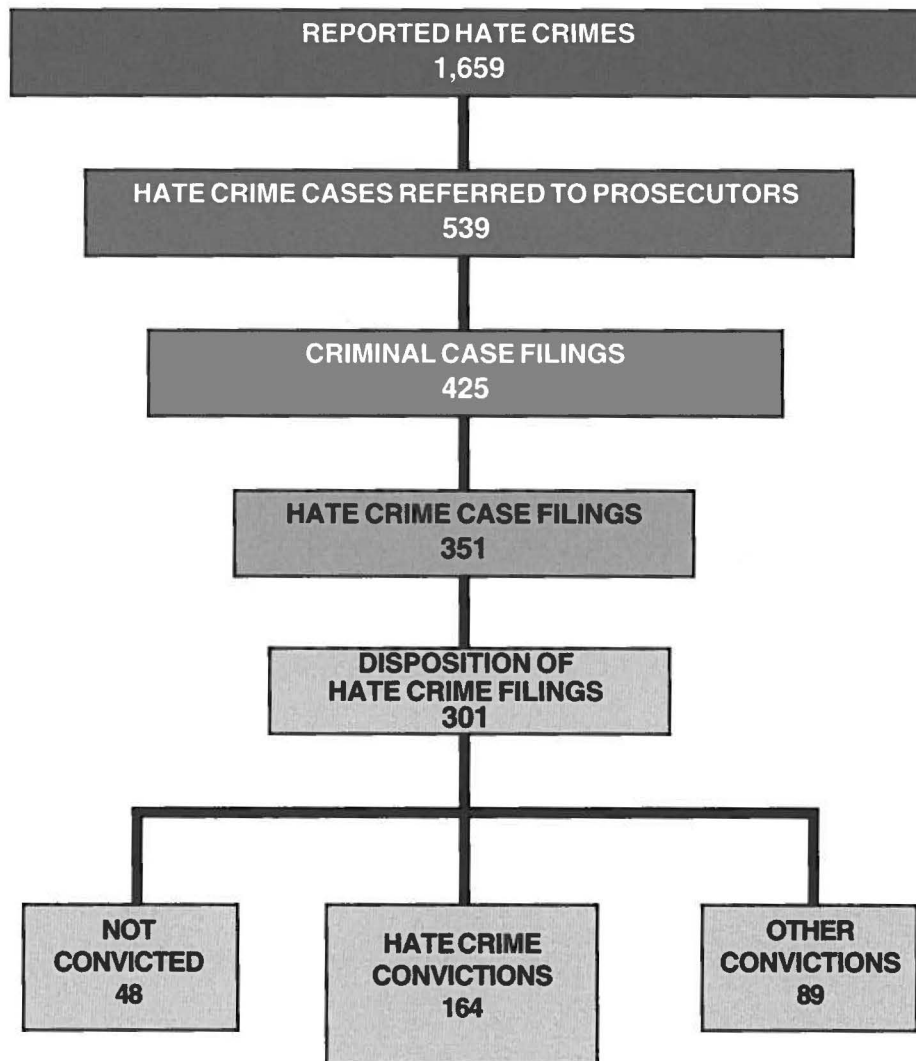 REPORTED HATE CRIMES
1,659
HATE CRIME CASES REFERRED TO PROSECUTORS
539
CRIMINAL CASE FILINGS
425
HATE CRIME CASE FILINGS
351
DISPOSITION OF
HATE CRIME FILINGS
301
NOT
CONVICTED
48
HATE CRIME
CONVICTIONS
164
OTHER
CONVICTIONS
89